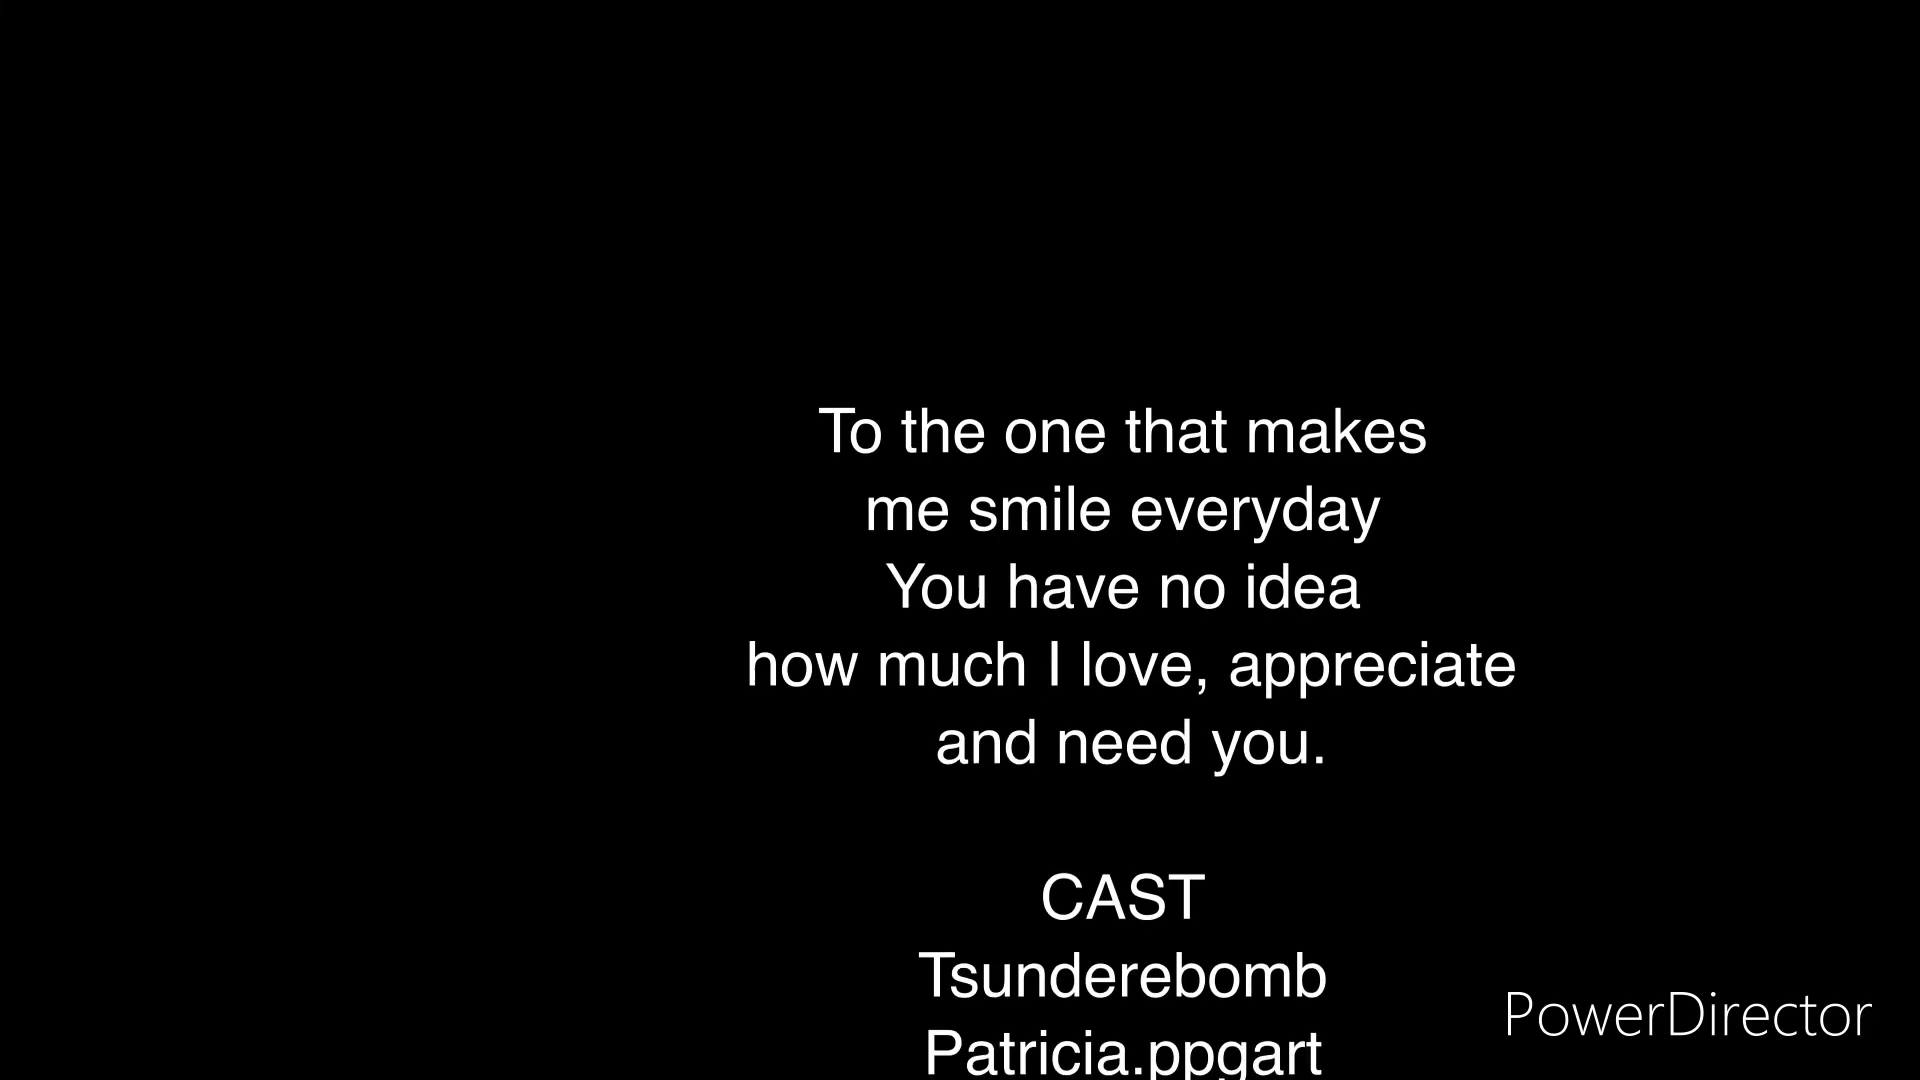 To the one that makes
me smile everyday
You have no idea
how much I love, appreciate
and need you.
CAST
Tsunderebomb
Patricia.ppgart
PowerDirector